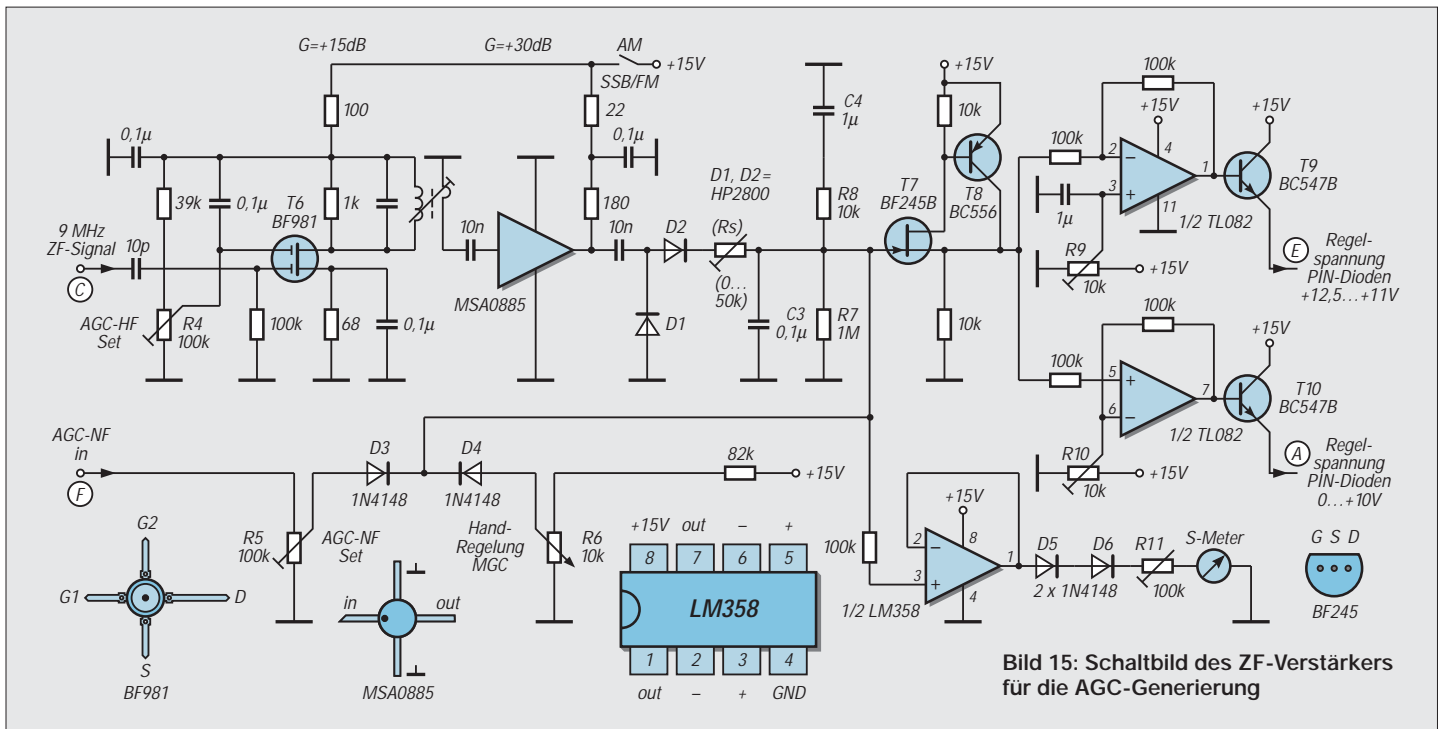 G=+15dB
G=+30dB
AM
SSB/FM
+15V
100
22
0,1µ
0,1µ
39k
0,1µ
T6
BF981
1k
9 MHz
ZF-Signal
10p
C
AGC-HF
Set
R4
100k
100k
68
0,1µ
10n
MSA0885
180
10n
D2
D1
(Rs)
(0...
50k)
D1, D2=
HP2800
C4
1µ
R8
10k
C3
0,1µ
R7
1M
T7
BF245B
+15V
10k
T8
BC556
10k
100k
100k
+15V
2
–
4
3
+
1
11
1/2 TL082
1µ
R9
10k
+15V
+15V
T9
BC547B
E
Regel-
spannung
PIN-Dioden
+12,5...+11V
100k
100k
5
+
6
–
7
1/2 TL082
R10
10k
+15V
+15V
T10
BC547B
A
Regel-
spannung
PIN-Dioden
0...+10V
AGC-NF
in
F
R5
100k
AGC-NF
Set
D3
1N4148
D4
1N4148
Hand-
Regelung
MGC
R6
10k
82k
+15V
100k
+15V
2
–
8
3
+
1
4
1/2 LM358
D5
D6
2 x 1N4148
R11
100k
S-Meter
G S D
BF245
G2
G1
D
S
BF981
in
out
MSA0885
+15V out – +
8 7 6 5
LM358
1 2 3 4
out – + GND
Bild 15: Schaltbild des ZF-Verstärkers
für die AGC-Generierung